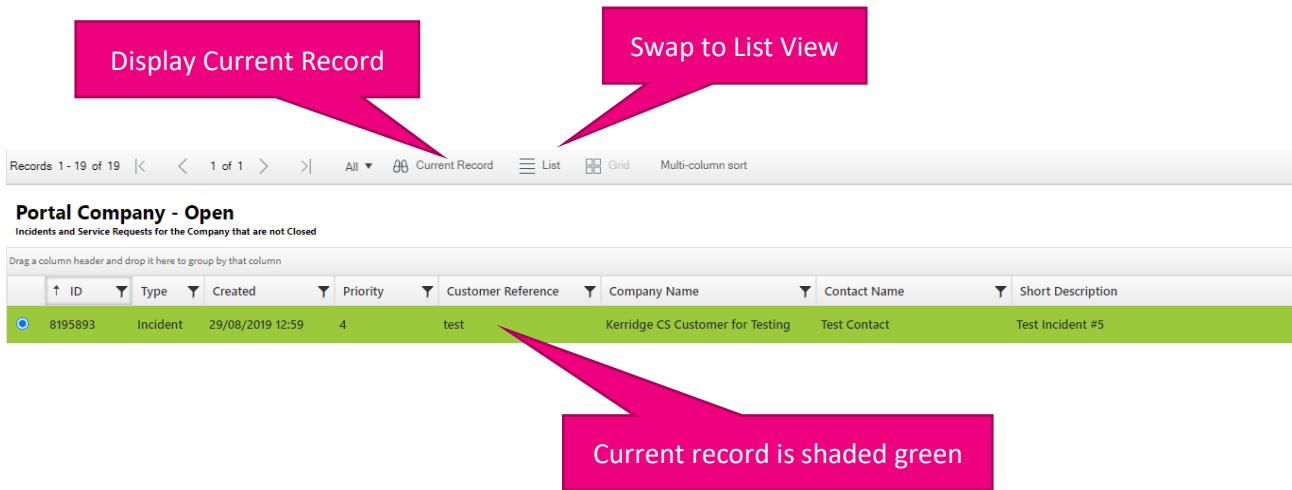 Display Current Record
Swap to List View
Records 1 - 19 of 19 |< < 1 of 1 > >| All ▼ Current Record List Grid Multi-column sort
Portal Company - Open
Incidents and Service Requests for the Company that are not Closed
Drag a column header and drop it here to group by that column
↑ ID Type Created Priority Customer Reference Company Name Contact Name Short Description
8195893 Incident 29/08/2019 12:59 4 test Kerridge CS Customer for Testing Test Contact Test Incident #5
Current record is shaded green